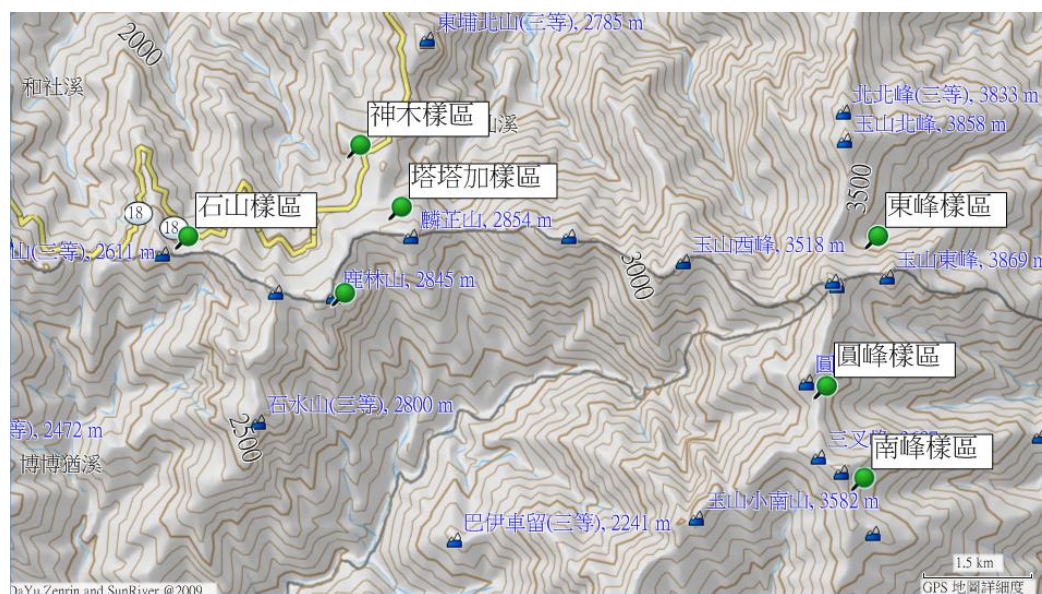 東埔北山(三等), 2785 m
2000
和社溪
北北峰(三等), 3833 m
神木樣區
玉山北峰, 3858 m
塔塔加樣區
3500
石山樣區
東峰樣區
18
18
麟芷山, 2854 m
玉山西峰, 3518 m
山(三等), 2611 m
玉山東峰, 3869 m
鹿林山, 2845 m
3000
圓峰樣區
石水山(三等), 2800 m
2500
等), 2472 m
南峰樣區
博博猶溪
玉山小南山, 3582 m
巴伊車留(三等), 2241 m
1.5 km
DaYu Zenrin and SunRiver @2009
GPS 地圖詳細度